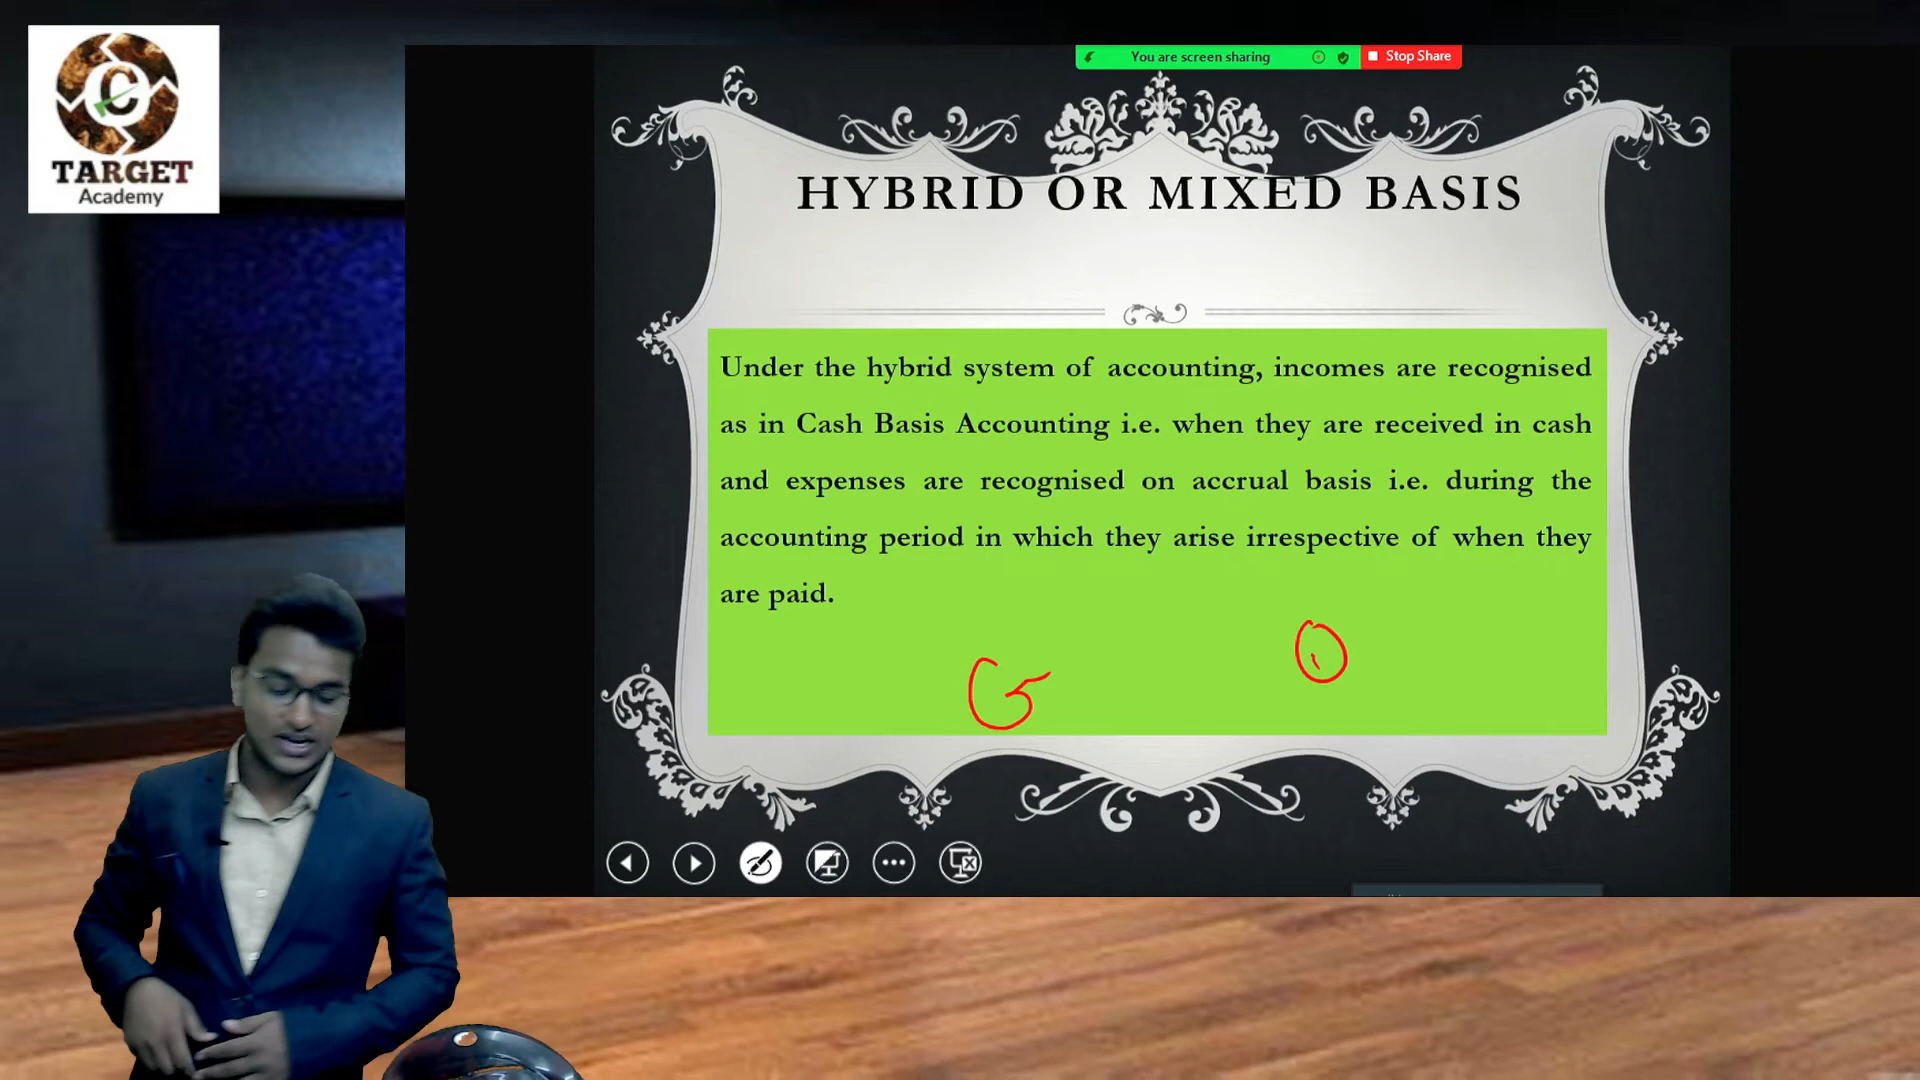 C
TARGET
Academy
You are screen sharing
Stop Share
HYBRID OR MIXED BASIS
Under the hybrid system of accounting, incomes are recognised
as in Cash Basis Accounting i.e. when they are received in cash
and expenses are recognised on accrual basis i.e. during the
accounting period in which they arise irrespective of when they
are paid.